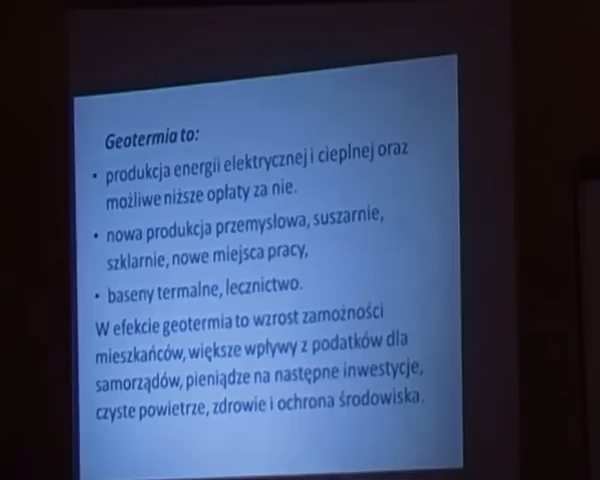 Geotermia to:
• produkcja energii elektrycznej i cieplnej oraz
możliwe niższe opłaty za nie.
• nowa produkcja przemysłowa, suszarnie,
szklarnie, nowe miejsca pracy,
• baseny termalne, lecznictwo.
W efekcie geotermia to wzrost zamożności
mieszkańców, większe wpływy z podatków dla
samorządów, pieniądze na następne inwestycje,
czyste powietrze, zdrowie i ochrona środowiska.